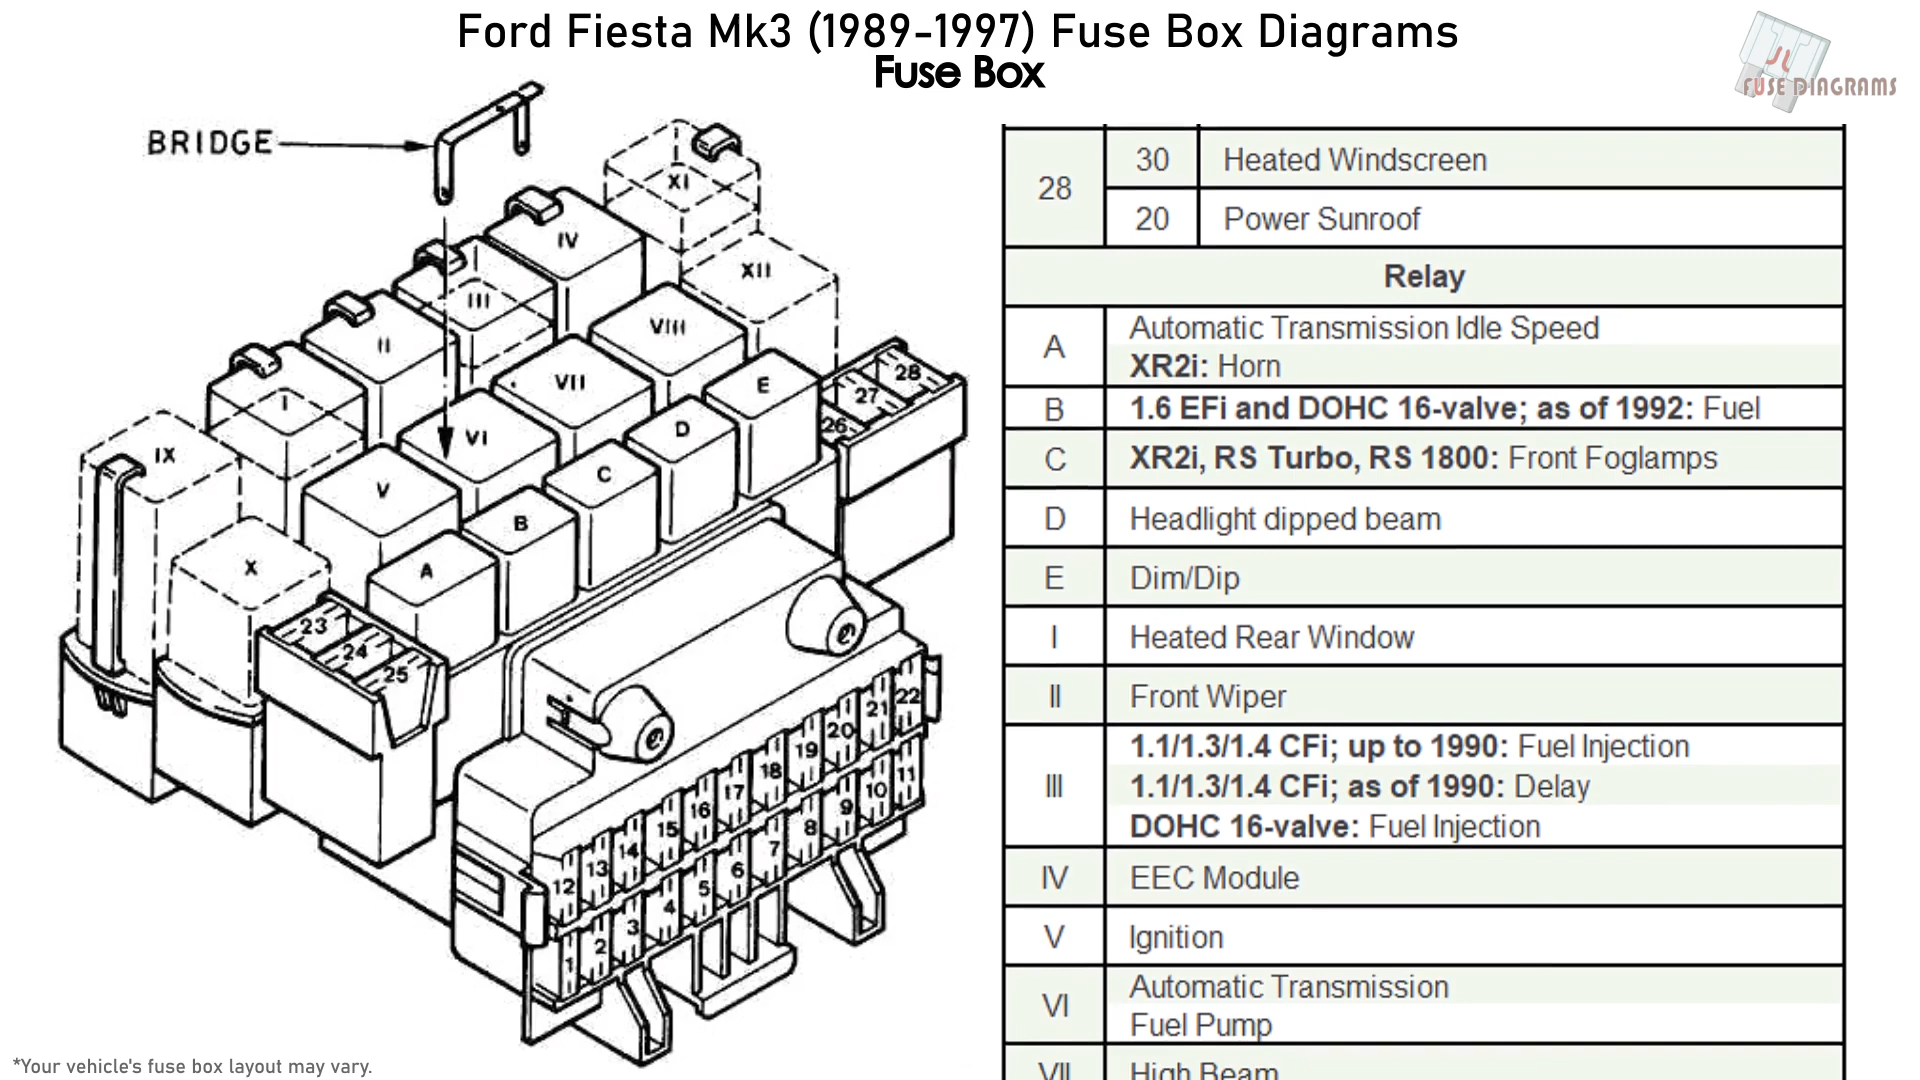 Ford Fiesta Mk3 (1989-1997) Fuse Box Diagrams
Fuse Box
JL
FUSE DIAGRAMS
BRIDGE
XI
IV
XII
III
VIII
II
VII
E
28
27
26
I
VI
D
IX
V
C
B
X
A
23
24
25
22
21
20
19
18
17
16
15
14
13
12
11
10
9
8
7
6
5
4
3
2
1
28
30 Heated Windscreen
20 Power Sunroof
Relay
A
Automatic Transmission Idle Speed
XR2i: Horn
B 1.6 EFi and DOHC 16-valve; as of 1992: Fuel
C XR2i, RS Turbo, RS 1800: Front Foglamps
D Headlight dipped beam
E Dim/Dip
I Heated Rear Window
II Front Wiper
III
1.1/1.3/1.4 CFi; up to 1990: Fuel Injection
1.1/1.3/1.4 CFi; as of 1990: Delay
DOHC 16-valve: Fuel Injection
IV EEC Module
V Ignition
VI
Automatic Transmission
Fuel Pump
VII High Beam
*Your vehicle's fuse box layout may vary.